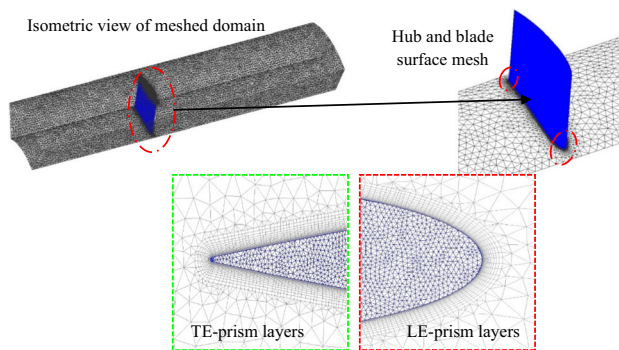 Isometric view of meshed domain
Hub and blade
surface mesh
TE-prism layers
LE-prism layers